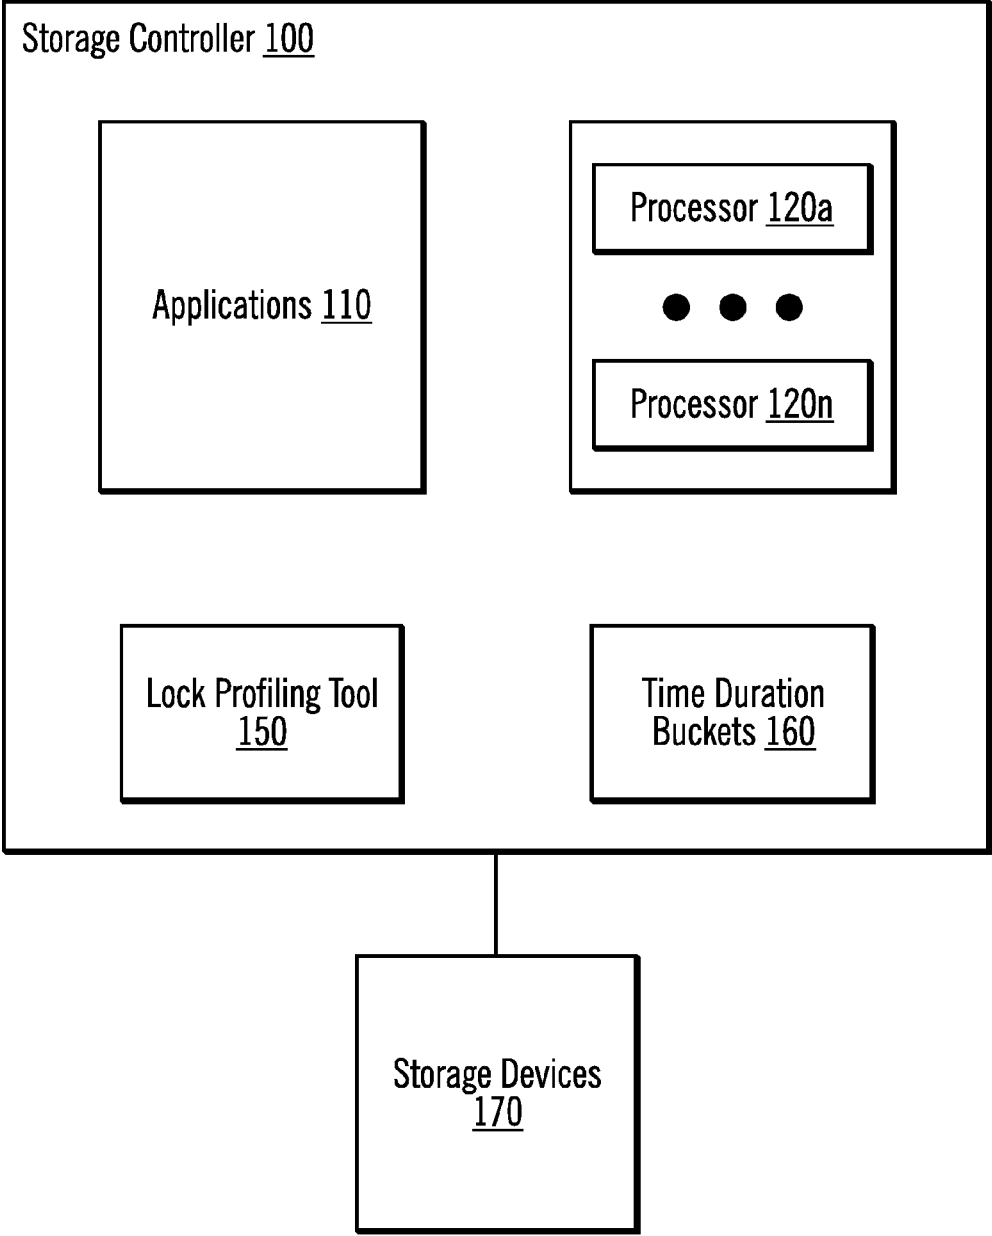 Storage Controller 100
Applications 110
Processor 120a
Processor 120n
Lock Profiling Tool
150
Time Duration
Buckets 160
Storage Devices
170